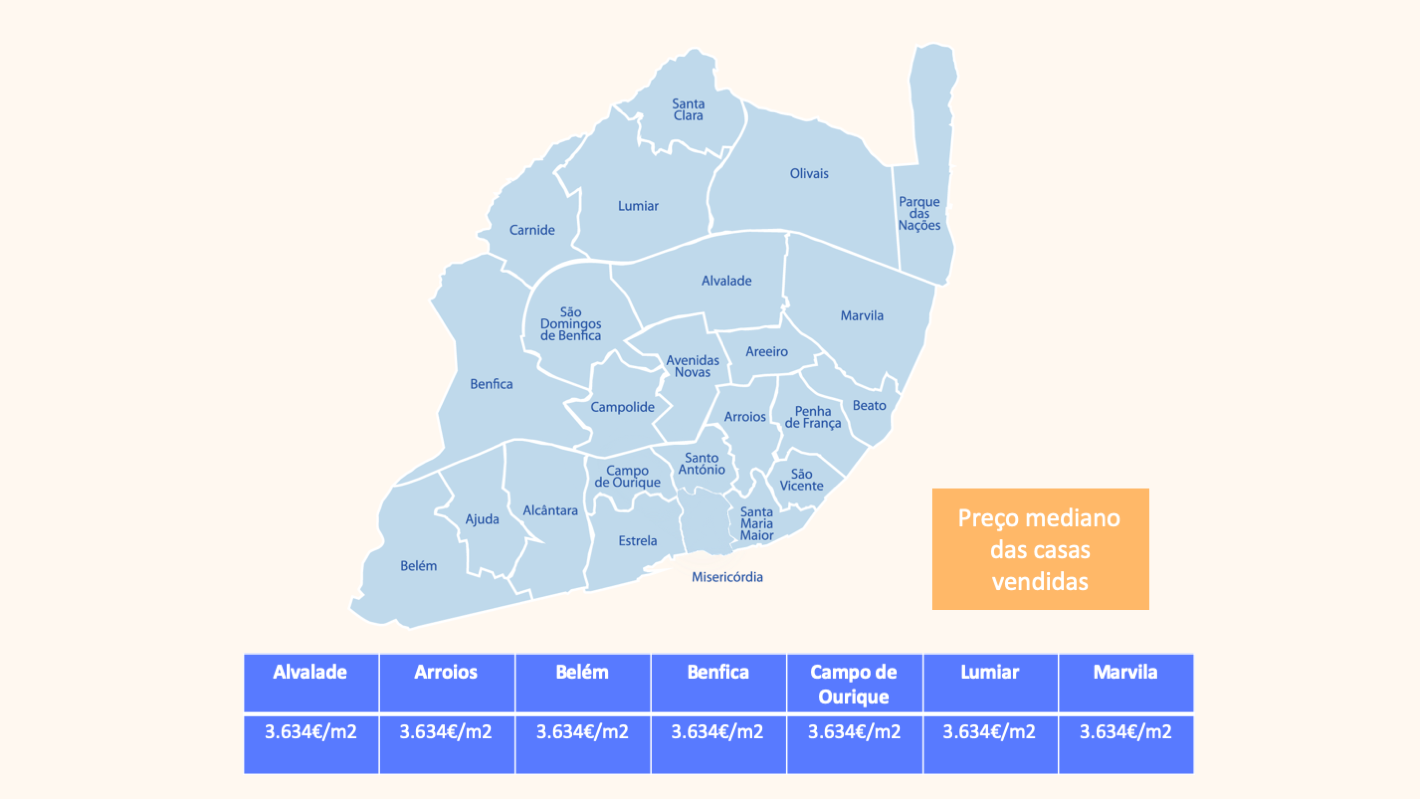 Santa
Clara
Olivais
Lumiar
Parque
das
Nações
Carnide
Alvalade
São
Domingos
de Benfica
Marvila
Areeiro
Avenidas
Novas
Benfica
Campolide
Arroios
Penha
de França
Beato
Santo
António
Campo
de Ourique
São
Vicente
Alcântara
Ajuda
Santa
Maria
Maior
Estrela
Belém
Misericórdia
Preço mediano
das casas
vendidas
Alvalade
Arroios
Belém
Benfica
Campo de
Ourique
Lumiar
Marvila
3.634€/m2
3.634€/m2
3.634€/m2
3.634€/m2
3.634€/m2
3.634€/m2
3.634€/m2